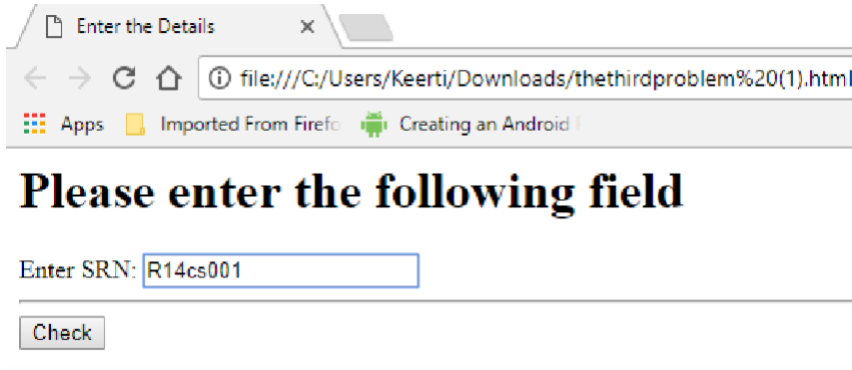 Enter the Details
file:///C:/Users/Keerti/Downloads/thethirdproblem%20(1).html
Apps Imported From Firefo Creating an Android
Please enter the following field
Enter SRN: R14cs001
Check